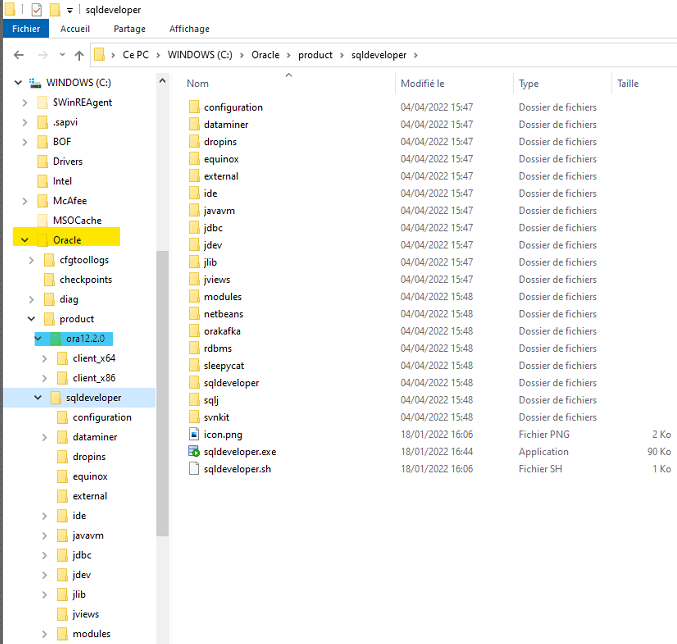 sqldeveloper
Fichier Accueil Partage Affichage
Ce PC > WINDOWS (C:) > Oracle > product > sqldeveloper >
WINDOWS (C:)
$WinREAgent
.sapvi
BOF
Drivers
Intel
McAfee
MSOCache
Oracle
cfgtoollogs
checkpoints
diag
product
ora12.2.0
client_x64
client_x86
sqldeveloper
configuration
dataminer
dropins
equinox
external
ide
javavm
jdbc
jdev
jlib
jviews
modules
Nom Modifié le Type Taille
configuration 04/04/2022 15:47 Dossier de fichiers
dataminer 04/04/2022 15:47 Dossier de fichiers
dropins 04/04/2022 15:47 Dossier de fichiers
equinox 04/04/2022 15:47 Dossier de fichiers
external 04/04/2022 15:47 Dossier de fichiers
ide 04/04/2022 15:47 Dossier de fichiers
javavm 04/04/2022 15:47 Dossier de fichiers
jdbc 04/04/2022 15:47 Dossier de fichiers
jdev 04/04/2022 15:47 Dossier de fichiers
jlib 04/04/2022 15:47 Dossier de fichiers
jviews 04/04/2022 15:47 Dossier de fichiers
modules 04/04/2022 15:48 Dossier de fichiers
netbeans 04/04/2022 15:48 Dossier de fichiers
orakafka 04/04/2022 15:48 Dossier de fichiers
rdbms 04/04/2022 15:48 Dossier de fichiers
sleepycat 04/04/2022 15:48 Dossier de fichiers
sqldeveloper 04/04/2022 15:48 Dossier de fichiers
sqlj 04/04/2022 15:48 Dossier de fichiers
svnkit 04/04/2022 15:48 Dossier de fichiers
icon.png 18/01/2022 16:06 Fichier PNG 2 Ko
sqldeveloper.exe 18/01/2022 16:44 Application 90 Ko
sqldeveloper.sh 18/01/2022 16:06 Fichier SH 1 Ko